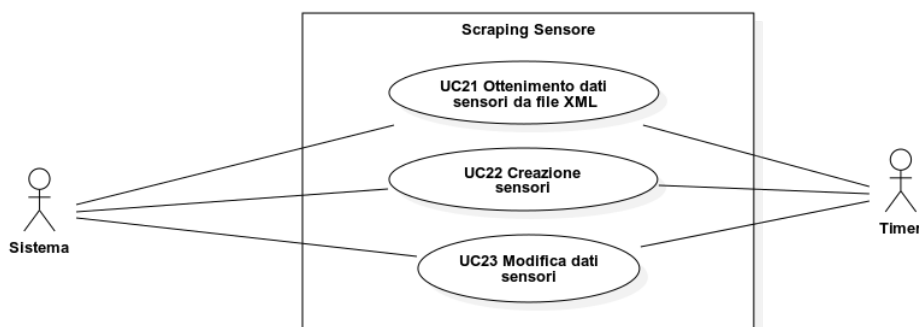 Scraping Sensore
UC21 Ottenimento dati
sensori da file XML
UC22 Creazione
sensori
UC23 Modifica dati
sensori
Sistema
Timer